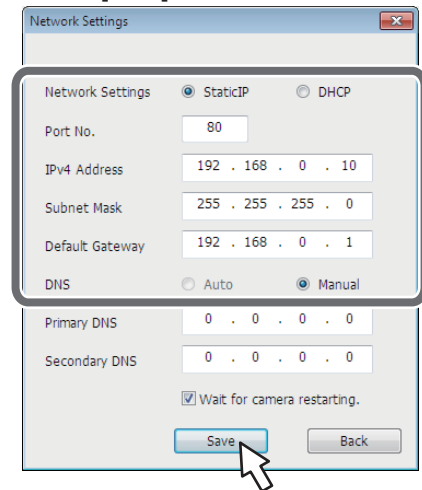 Network Settings
Network Settings StaticIP DHCP
Port No. 80
IPv4 Address 192 . 168 . 0 . 10
Subnet Mask 255 . 255 . 255 . 0
Default Gateway 192 . 168 . 0 . 1
DNS Auto Manual
Primary DNS 0 . 0 . 0 . 0
Secondary DNS 0 . 0 . 0 . 0
Wait for camera restarting.
Save Back